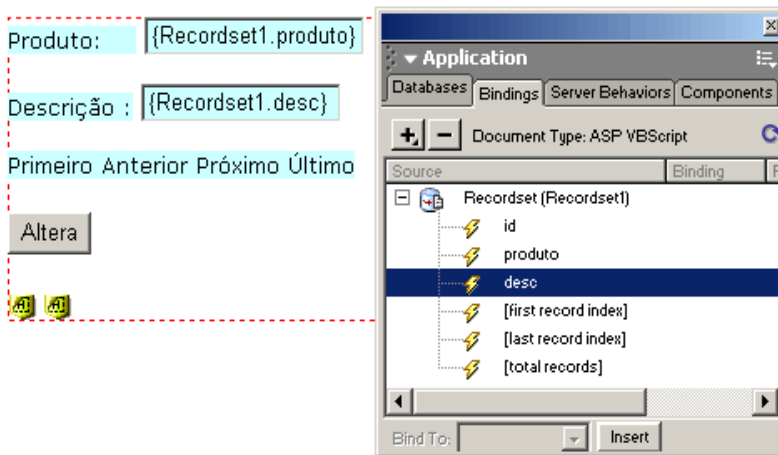 Produto: {Recordset1.produto}
Descrição : {Recordset1.desc}
Primeiro Anterior Próximo Último
Altera
Application
Databases Bindings Server Behaviors Components
Document Type: ASP VBScript
Source Binding
Recordset (Recordset1)
id
produto
desc
[first record index]
[last record index]
[total records]
Bind To: Insert